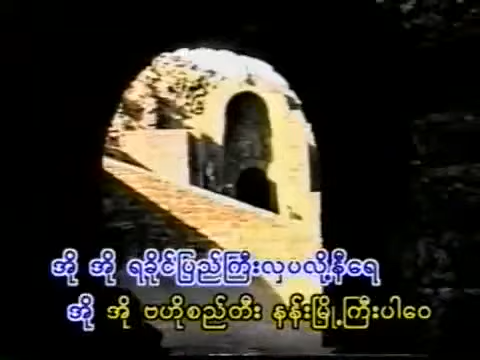 အို အို ရခိုင်ပြည်ကြီးလှပလို့နီရေ
အို အို ဗဟိုစည်တီး နန်းမြို့ကြီးပါဝေ